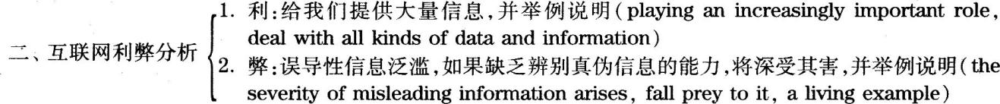 1. 利:给我们提供大量信息,并举例说明(playing an increasingly important role,
deal with all kinds of data and information)
二、互联网利弊分析
2. 弊:误导性信息泛滥,如果缺乏辨别真伪信息的能力,将深受其害,并举例说明(the
severity of misleading information arises, fall prey to it, a living example)